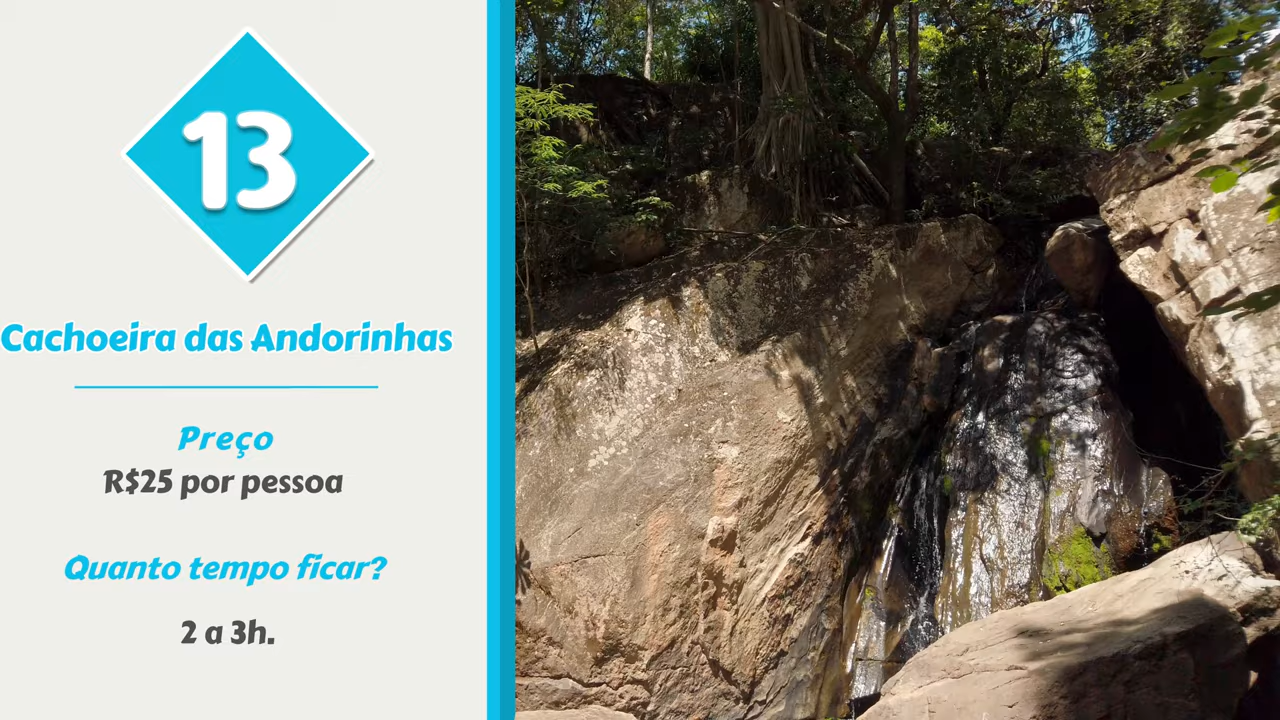 13
Cachoeira das Andorinhas
Preço
R$25 por pessoa
Quanto tempo ficar?
2 a 3h.